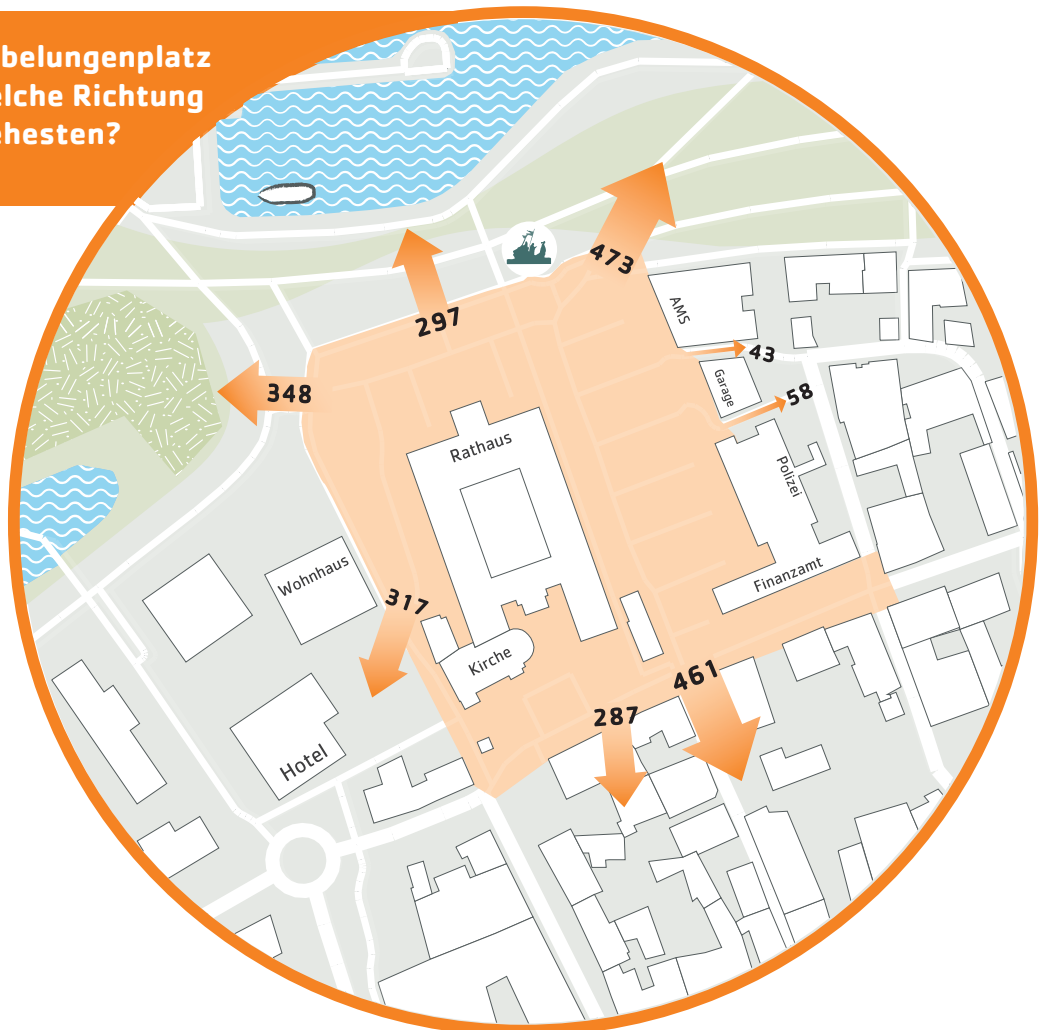 belungenplatz
elche Richtung
ehesten?
473
AMS
297
43
Garage
58
348
Rathaus
Polizei
Wohnhaus
Finanzamt
317
Kirche
461
287
Hotel